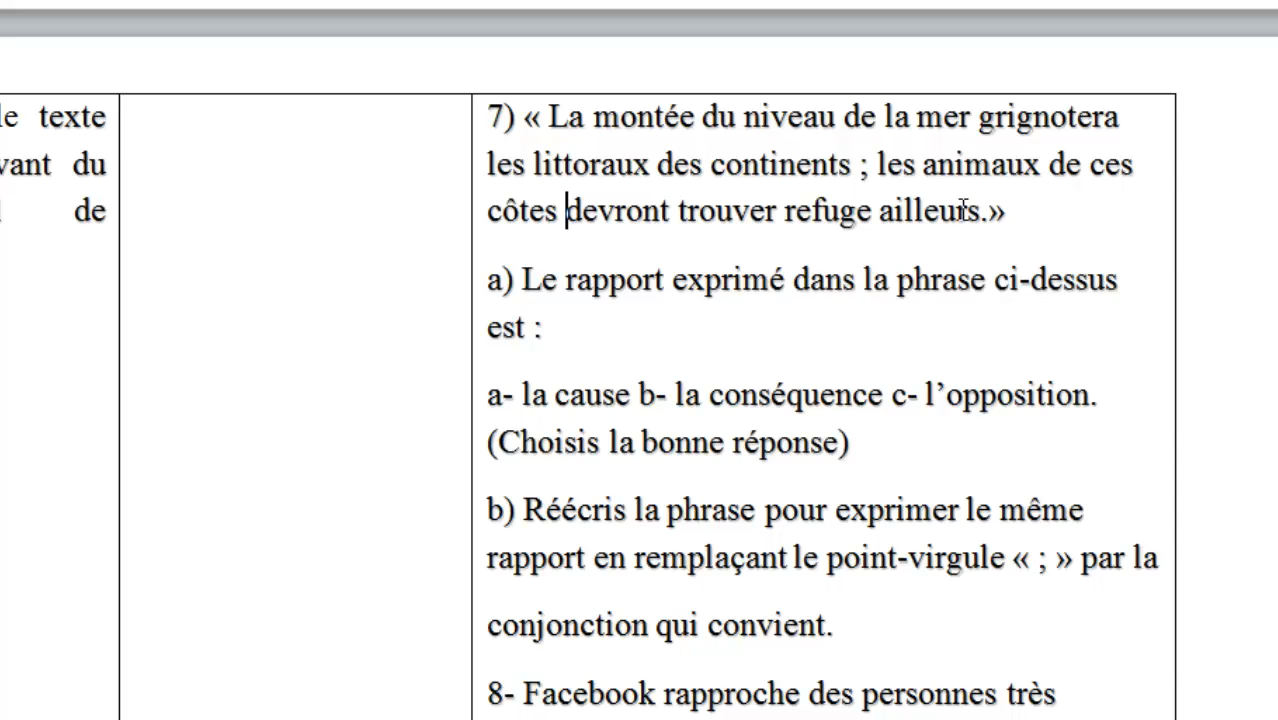 le texte
vant du
de
7) « La montée du niveau de la mer grignotera
les littoraux des continents ; les animaux de ces
côtes devront trouver refuge ailleurs.»
a) Le rapport exprimé dans la phrase ci-dessus
est :
a- la cause b- la conséquence c- l’opposition.
(Choisis la bonne réponse)
b) Réécris la phrase pour exprimer le même
rapport en remplaçant le point-virgule « ; » par la
conjonction qui convient.
8- Facebook rapproche des personnes très